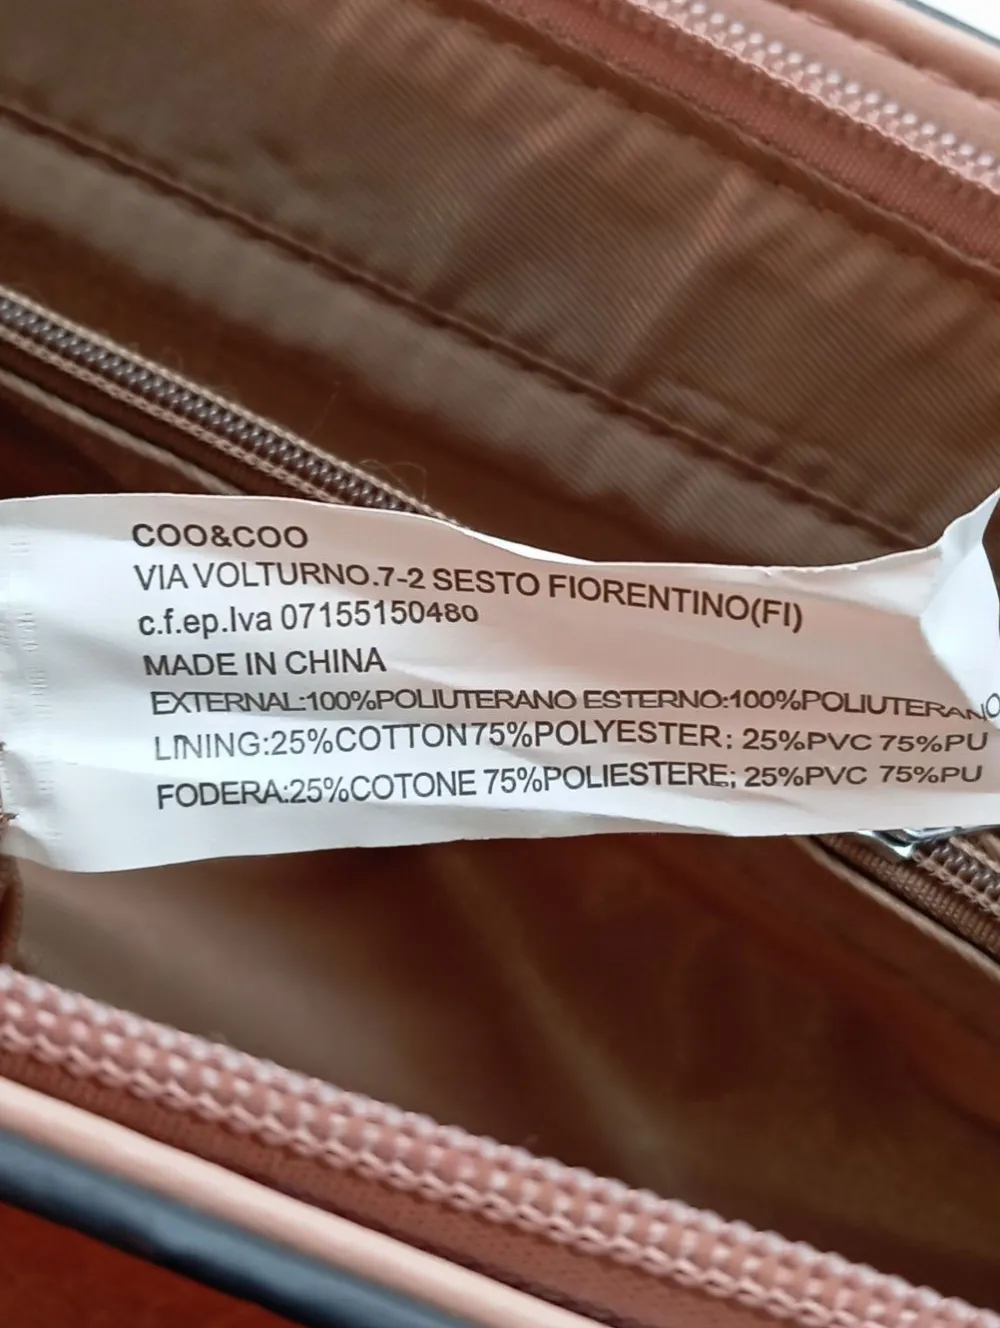 COO&COO
VIA VOLTURNO.7-2 SESTO FIORENTINO(FI)
c.f.ep.Iva 07155150480
MADE IN CHINA
EXTERNAL:100%POLIUTERANO ESTERNO:100%POLIUTERANO
LINING:25%COTTON75%POLYESTER; 25%PVC 75%PU
FODERA:25%COTONE 75%POLIESTERE; 25%PVC 75%PU